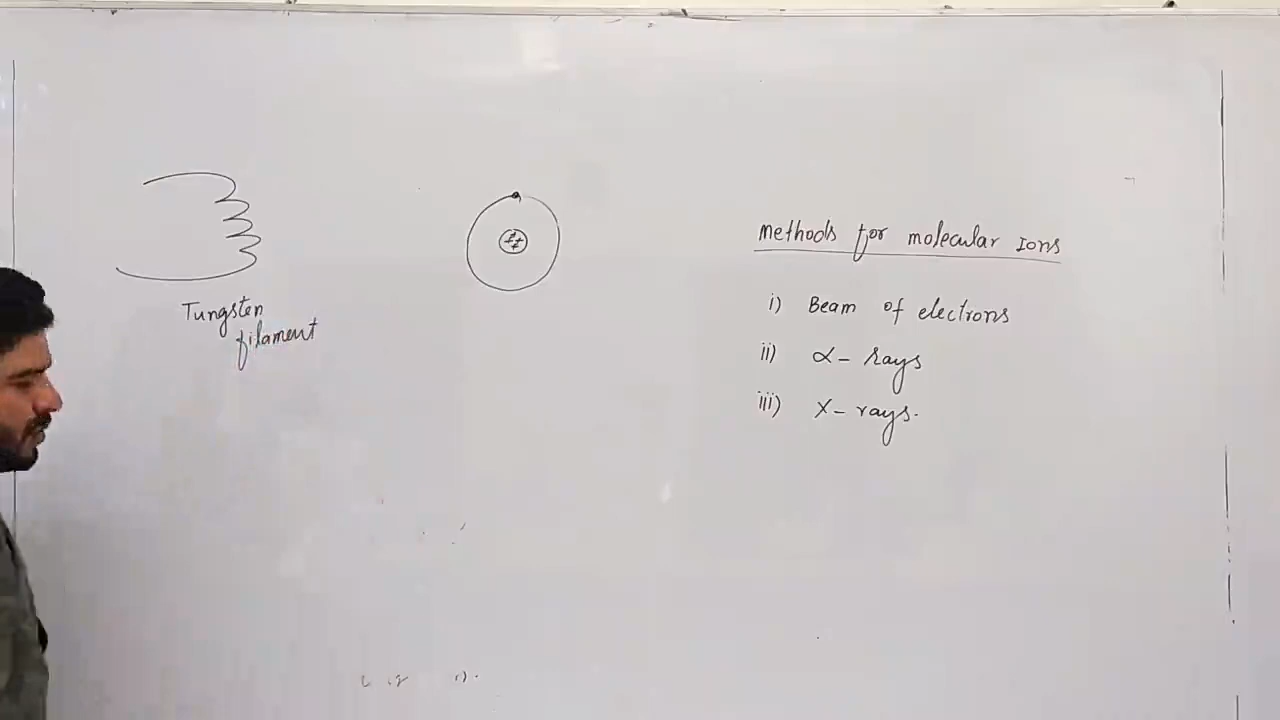 Tungsten
filament
methods for molecular Ions
i) Beam of electrons
ii) α- rays
iii) X- rays.